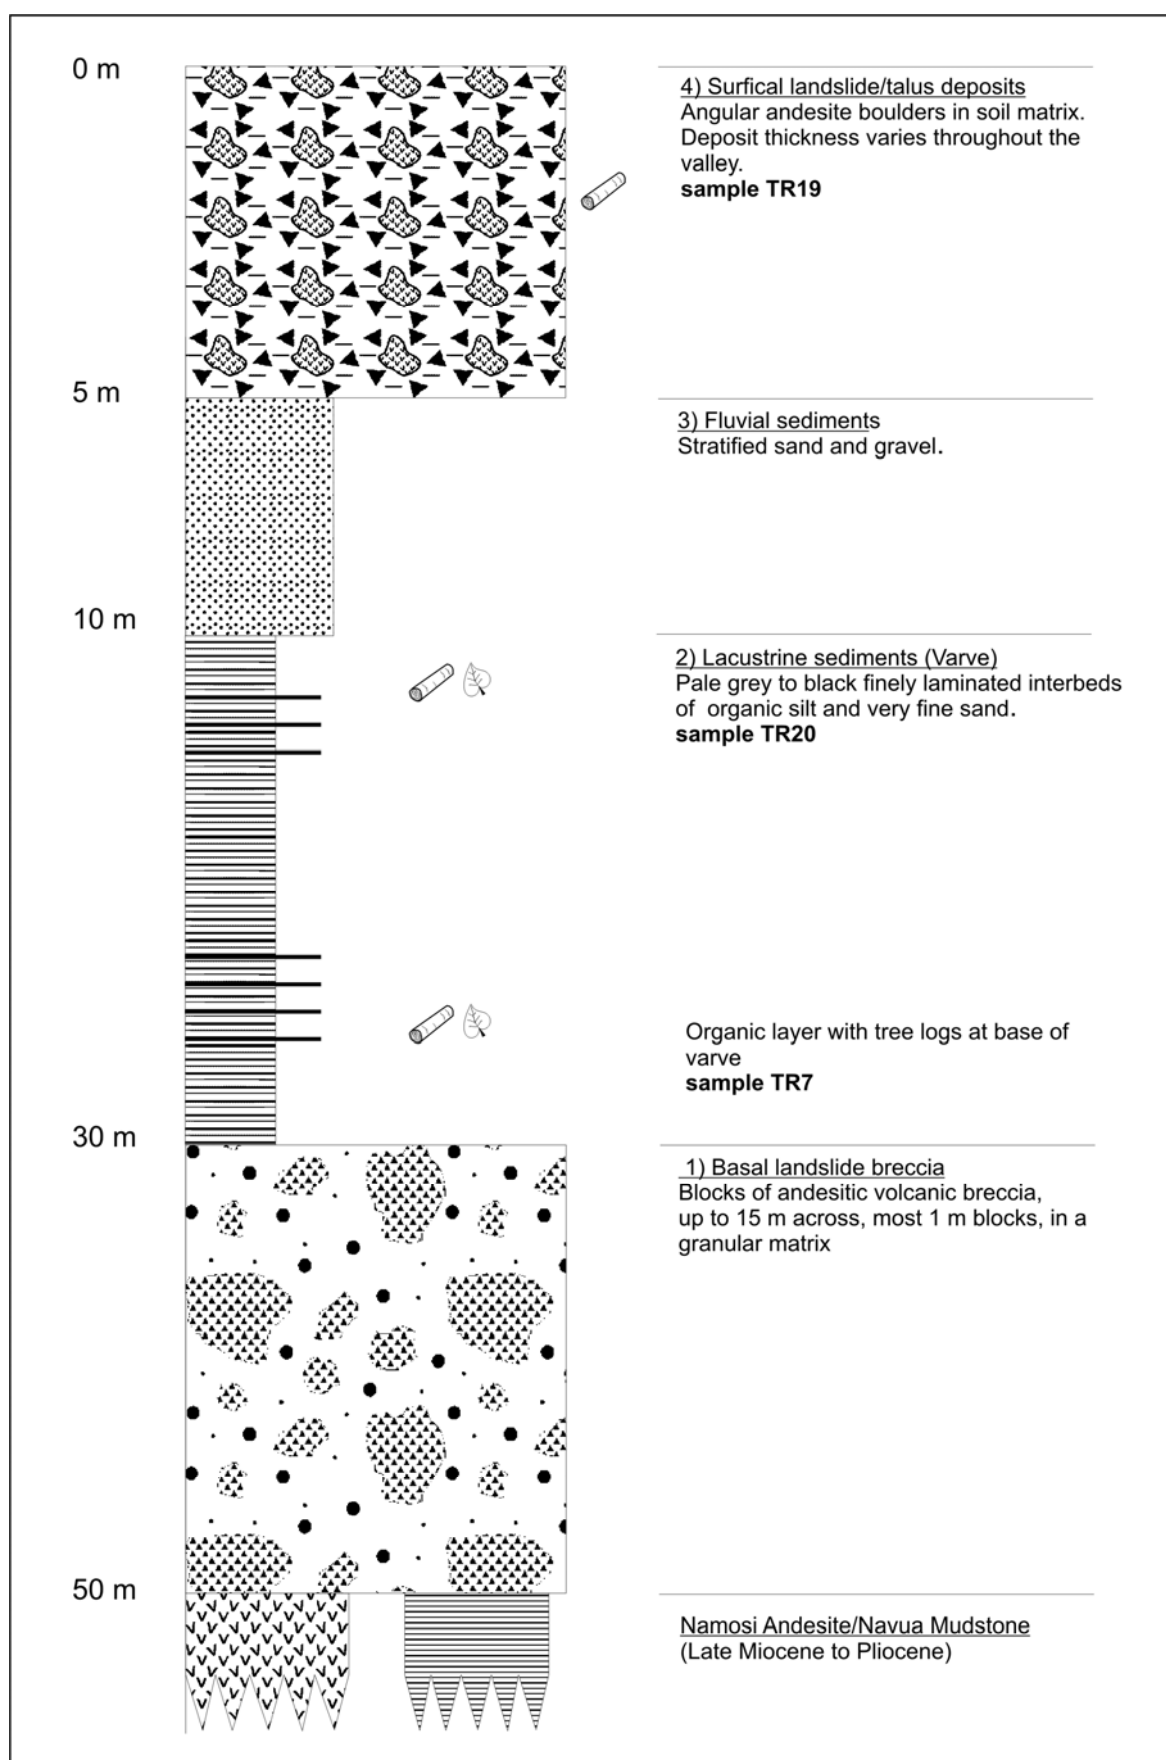 0 m
4) Surfical landslide/talus deposits
Angular andesite boulders in soil matrix.
Deposit thickness varies throughout the
valley.
sample TR19
5 m
3) Fluvial sediments
Stratified sand and gravel.
10 m
2) Lacustrine sediments (Varve)
Pale grey to black finely laminated interbeds
of organic silt and very fine sand.
sample TR20
Organic layer with tree logs at base of
varve
sample TR7
30 m
1) Basal landslide breccia
Blocks of andesitic volcanic breccia,
up to 15 m across, most 1 m blocks, in a
granular matrix
50 m
Namosi Andesite/Navua Mudstone
(Late Miocene to Pliocene)